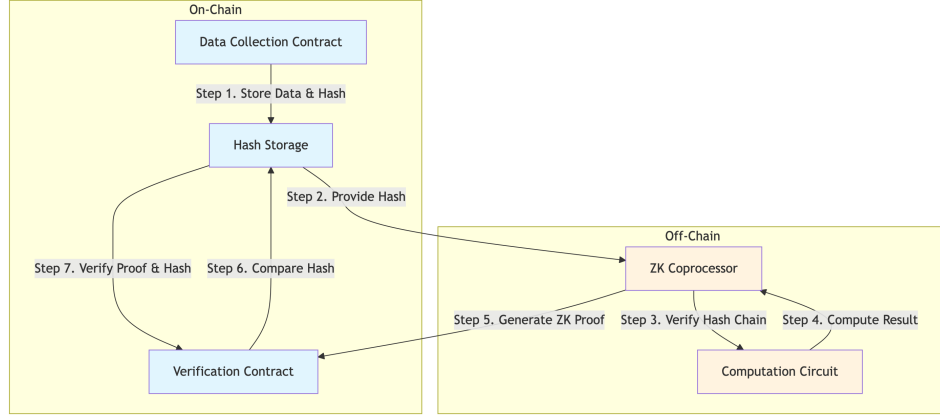 On-Chain
Data Collection Contract
Step 1. Store Data & Hash
Hash Storage
Step 2. Provide Hash
Off-Chain
ZK Coprocessor
Step 7. Verify Proof & Hash
Step 6. Compare Hash
Step 5. Generate ZK Proof
Step 3. Verify Hash Chain
Step 4. Compute Result
Verification Contract
Computation Circuit